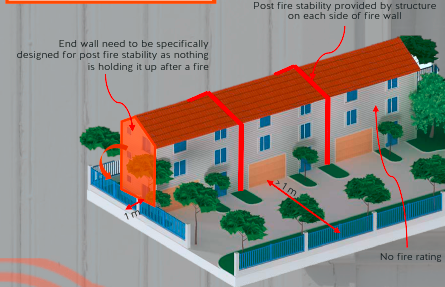 Post fire stability provided by structure
on each side of fire wall
End wall need to be specifically
designed for post fire stability as nothing
is holding it up after a fire
1 m
>1 m
No fire rating